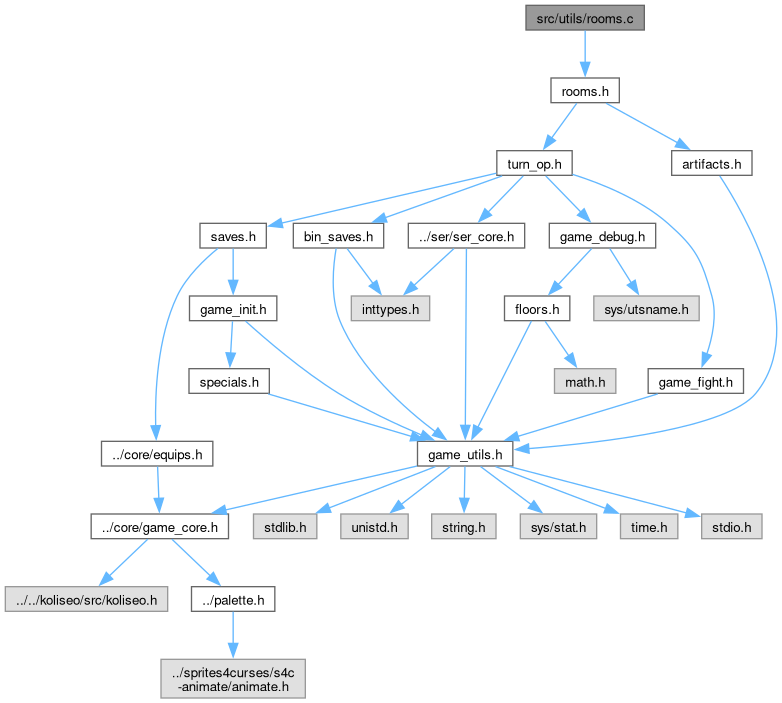 src/utils/rooms.c
rooms.h
turn_op.h
artifacts.h
saves.h
bin_saves.h
../ser/ser_core.h
game_debug.h
game_init.h
inttypes.h
floors.h
sys/utsname.h
specials.h
math.h
game_fight.h
../core/equips.h
game_utils.h
../core/game_core.h
stdlib.h
unistd.h
string.h
sys/stat.h
time.h
stdio.h
../../koliseo/src/koliseo.h
../palette.h
../sprites4curses/s4c
-animate/animate.h